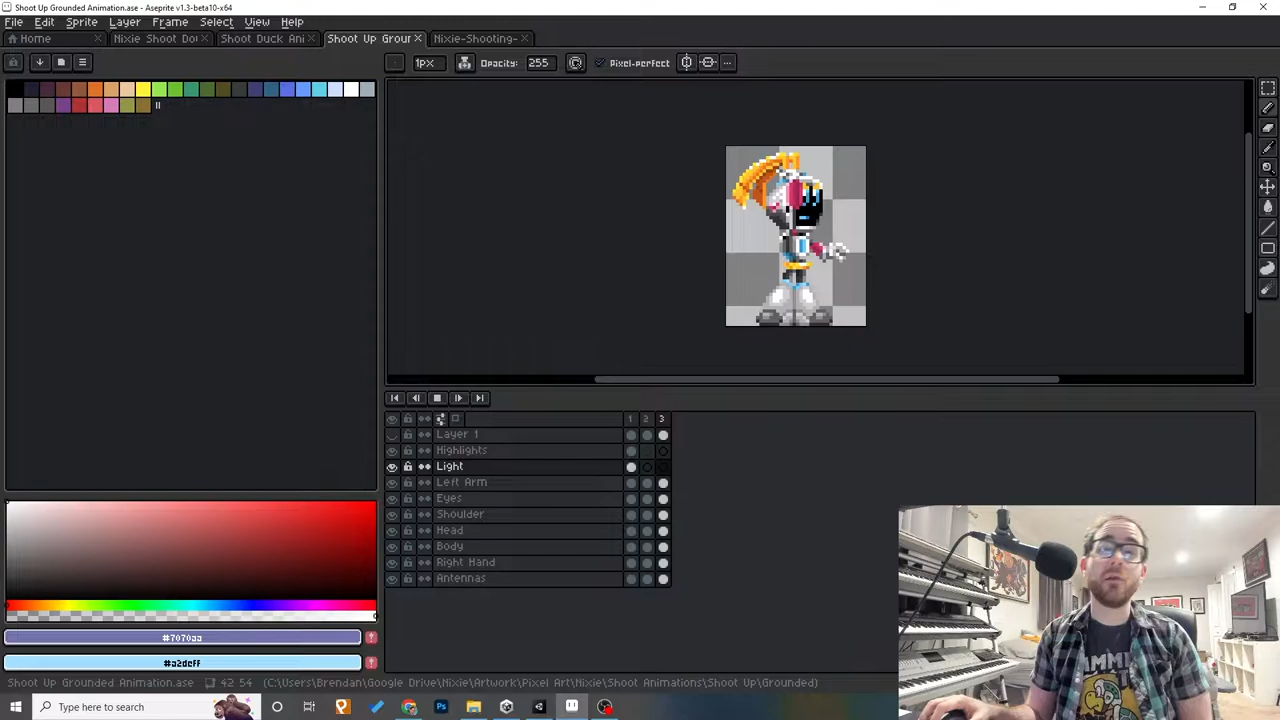 Shoot Up Grounded Animation.ase - Aseprite v1.3-beta10-x64
File Edit Sprite Layer Frame Select View Help
Home Nixie Shoot Do Shoot Duck Ani Shoot Up Grour Nixie-Shooting-
1px Opacity: 255 Pixel-perfect
1 2 3
Layer 1
Highlights
Light
Left Arm
Eyes
Shoulder
Head
Body
Right Hand
Antennas
#7070aa
#a2deff
Shoot Up Grounded Animation.ase 42 54 (C:\Users\Brendan\Google Drive\Nixie\Artwork\Pixel Art\Nixie\Shoot Animations\Shoot Up\Grounded)
Type here to search